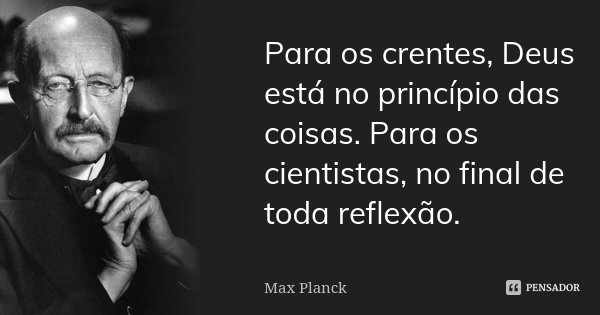 Para os crentes, Deus
está no princípio das
coisas. Para os
cientistas, no final de
toda reflexão.
Max Planck
PENSADOR